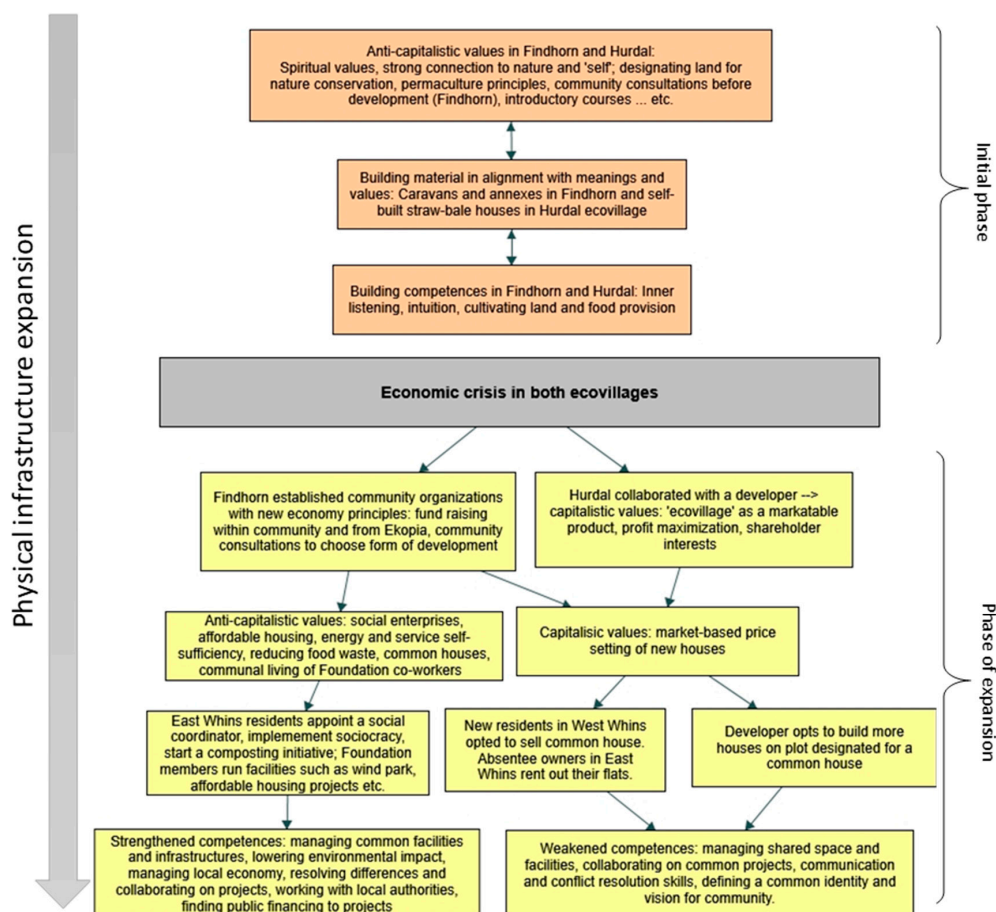 Physical infrastructure expansion
Anti-capitalistic values in Findhorn and Hurdal:
Spiritual values, strong connection to nature and 'self'; designating land for
nature conservation, permaculture principles, community consultations before
development (Findhorn), introductory courses ... etc.
Building material in alignment with meanings and
values: Caravans and annexes in Findhorn and self-
built straw-bale houses in Hurdal ecovillage
Building competences in Findhorn and Hurdal: Inner
listening, intuition, cultivating land and food provision
Initial phase
Economic crisis in both ecovillages
Findhorn established community organizations
with new economy principles: fund raising
within community and from Ekopia, community
consultations to choose form of development
Hurdal collaborated with a developer -->
capitalistic values: 'ecovillage' as a markatable
product, profit maximization, shareholder
interests
Anti-capitalistic values: social enterprises,
affordable housing, energy and service self-
sufficiency, reducing food waste, common houses,
communal living of Foundation co-workers
Capitalisic values: market-based price
setting of new houses
East Whins residents appoint a social
coordinator, impleement sociocracy,
start a composting initiative; Foundation
members run facilities such as wind park,
affordable housing projects etc.
New residents in West Whins
opted to sell common house.
Absentee owners in East
Whins rent out their flats.
Developer opts to build more
houses on plot designated for a
common house
Strengthened competences: managing common facilities
and infrastructures, lowering environmental impact,
managing local economy, resolving differences and
collaborating on projects, working with local authorities,
finding public financing to projects
Weakened competences: managing shared space and
facilities, collaborating on common projects, communication
and conflict resolution skills, defining a common identity and
vision for community.
Phase of expansion